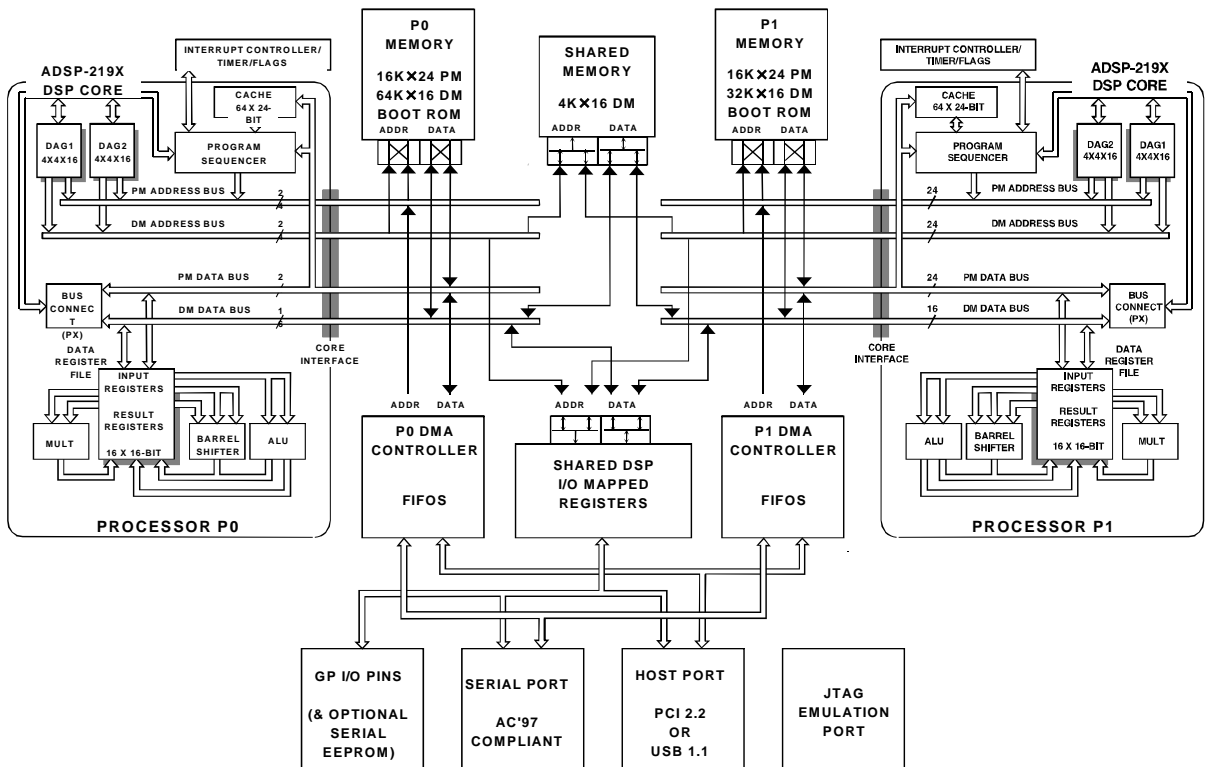 INTERRUPT CONTROLLER/
TIMER/FLAGS
ADSP-219X
DSP CORE
CACHE
64 X 24-
BIT
DAG1
4X4X16
DAG2
4X4X16
PROGRAM
SEQUENCER
PM ADDRESS BUS
2
4
DM ADDRESS BUS
2
4
PM DATA BUS
2
4
DM DATA BUS
1
6
BUS
CONNEC
T
(PX)
DATA
REGISTER
FILE
INPUT
REGISTERS
RESULT
REGISTERS
16 X 16-BIT
MULT
BARREL
SHIFTER
ALU
PROCESSOR P0
CORE
INTERFACE
P0
MEMORY
16K×24 PM
64K×16 DM
BOOT ROM
ADDR DATA
SHARED
MEMORY
4K×16 DM
ADDR DATA
P1
MEMORY
16K×24 PM
32K×16 DM
BOOT ROM
ADDR DATA
ADDR DATA
P0 DMA
CONTROLLER
FIFOS
ADDR DATA
SHARED DSP
I/O MAPPED
REGISTERS
ADDR DATA
P1 DMA
CONTROLLER
FIFOS
INTERRUPT CONTROLLER/
TIMER/FLAGS
ADSP-219X
DSP CORE
CACHE
64 X 24-BIT
PROGRAM
SEQUENCER
DAG2
4X4X16
DAG1
4X4X16
24
PM ADDRESS BUS
24
DM ADDRESS BUS
24
PM DATA BUS
16
DM DATA BUS
BUS
CONNECT
(PX)
CORE
INTERFACE
DATA
REGISTER
FILE
INPUT
REGISTERS
RESULT
REGISTERS
16 X 16-BIT
ALU
BARREL
SHIFTER
MULT
PROCESSOR P1
GP I/O PINS
(& OPTIONAL
SERIAL
EEPROM)
SERIAL PORT
AC'97
COMPLIANT
HOST PORT
PCI 2.2
OR
USB 1.1
JTAG
EMULATION
PORT